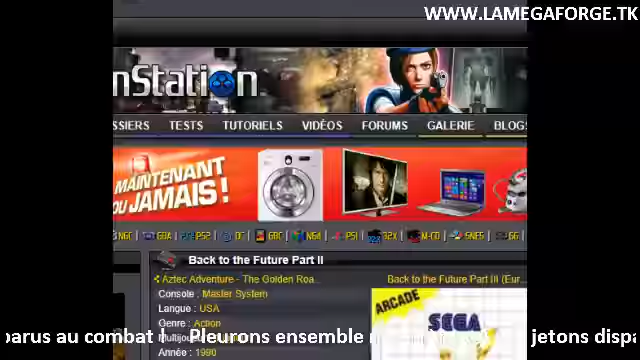 WWW.LAMEGAFORGE.TK
nStation
SSIERS TESTS TUTORIELS VIDÉOS FORUMS GALERIE BLOGS
MAINTENANT
OU JAMAIS !
NGC GBA PS2 DC GBC N64 PS1 32X M-CD SNES GG
Back to the Future Part II
Aztec Adventure - The Golden Roa... Back to the Future Part III (Eur...
Console : Master System
Langue : USA
Genre : Action
ARCADE
SEGA
parus au combat ! Pleurons ensemble jetons dispa
Année : 1990